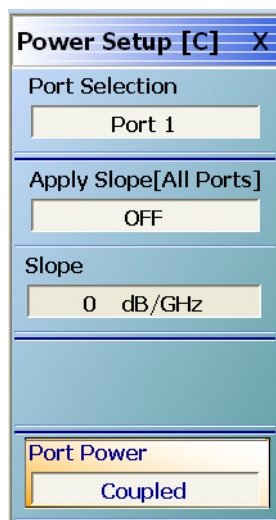 Power Setup [C] X
Port Selection
Port 1
Apply Slope[All Ports]
OFF
Slope
0 dB/GHz
Port Power
Coupled